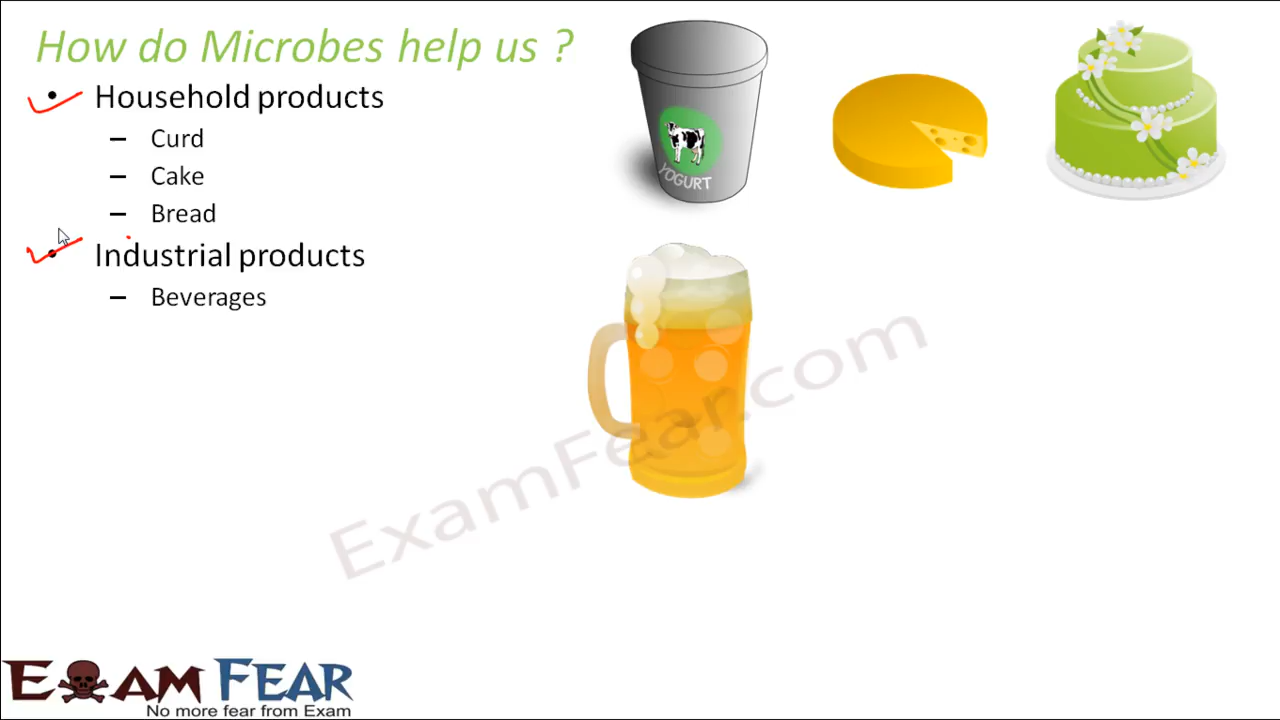 How do Microbes help us ?
• Household products
– Curd
– Cake
– Bread
• Industrial products
– Beverages
YOGURT
ExamFear.com
EXAM FEAR
No more fear from Exam